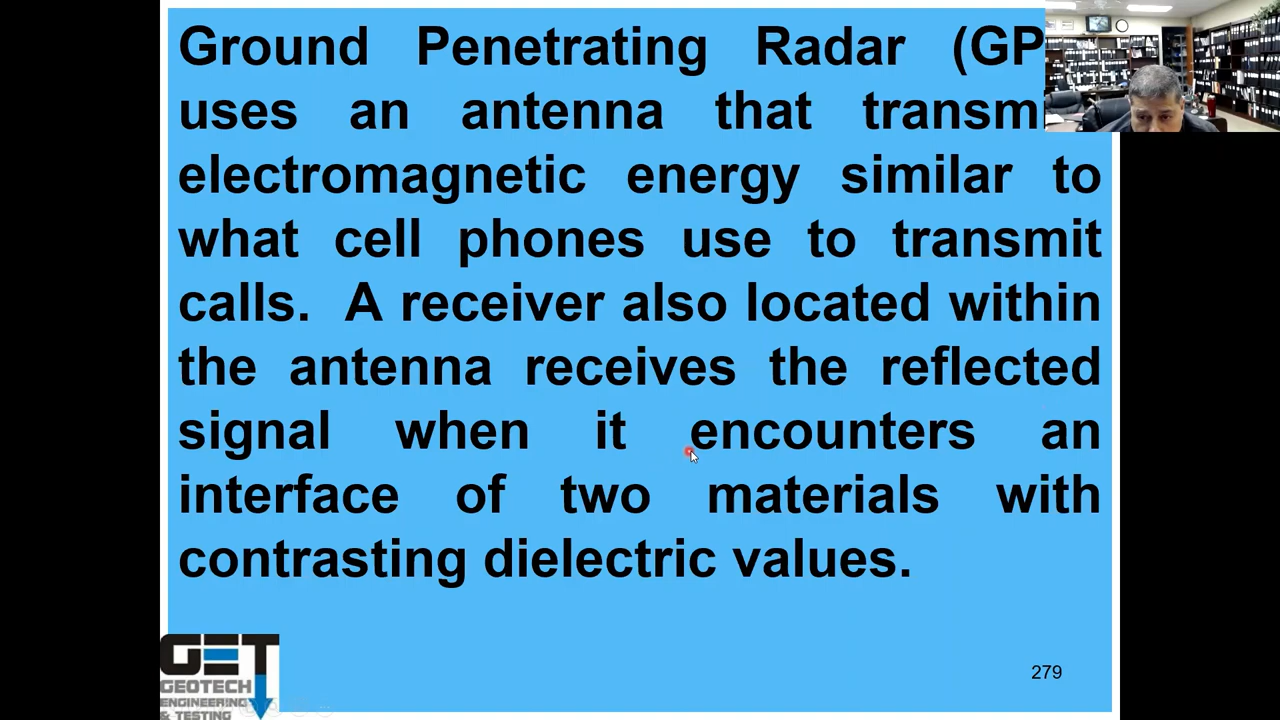 Ground Penetrating Radar (GP
uses an antenna that transm
electromagnetic energy similar to
what cell phones use to transmit
calls. A receiver also located within
the antenna receives the reflected
signal when it encounters an
interface of two materials with
contrasting dielectric values.
GET
GEOTECH
ENGINEERING
& TESTING
279